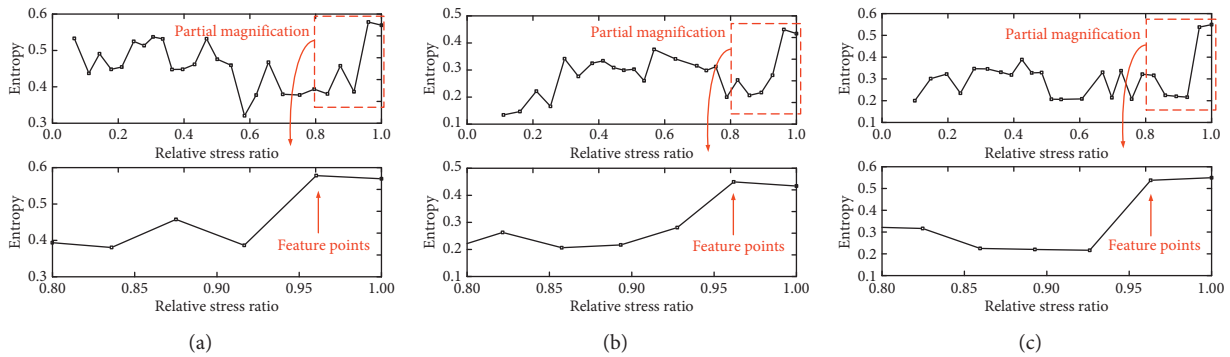 0.6
0.5
0.4
0.3
Entropy
Partial magnification
0.0 0.2 0.4 0.6 0.8 1.0
Relative stress ratio
0.6
0.5
0.4
0.3
Entropy
Feature points
0.80 0.85 0.90 0.95 1.00
Relative stress ratio
(a)
0.5
0.4
0.3
0.2
0.1
Entropy
Partial magnification
0.0 0.2 0.4 0.6 0.8 1.0
Relative stress ratio
0.5
0.4
0.3
0.2
0.1
Entropy
Feature points
0.80 0.85 0.90 0.95 1.00
Relative stress ratio
(b)
0.6
0.5
0.4
0.3
0.2
0.1
Entropy
Partial magnification
0.0 0.2 0.4 0.6 0.8 1.0
Relative stress ratio
0.6
0.5
0.4
0.3
0.2
0.1
Entropy
Feature points
0.80 0.85 0.90 0.95 1.00
Relative stress ratio
(c)